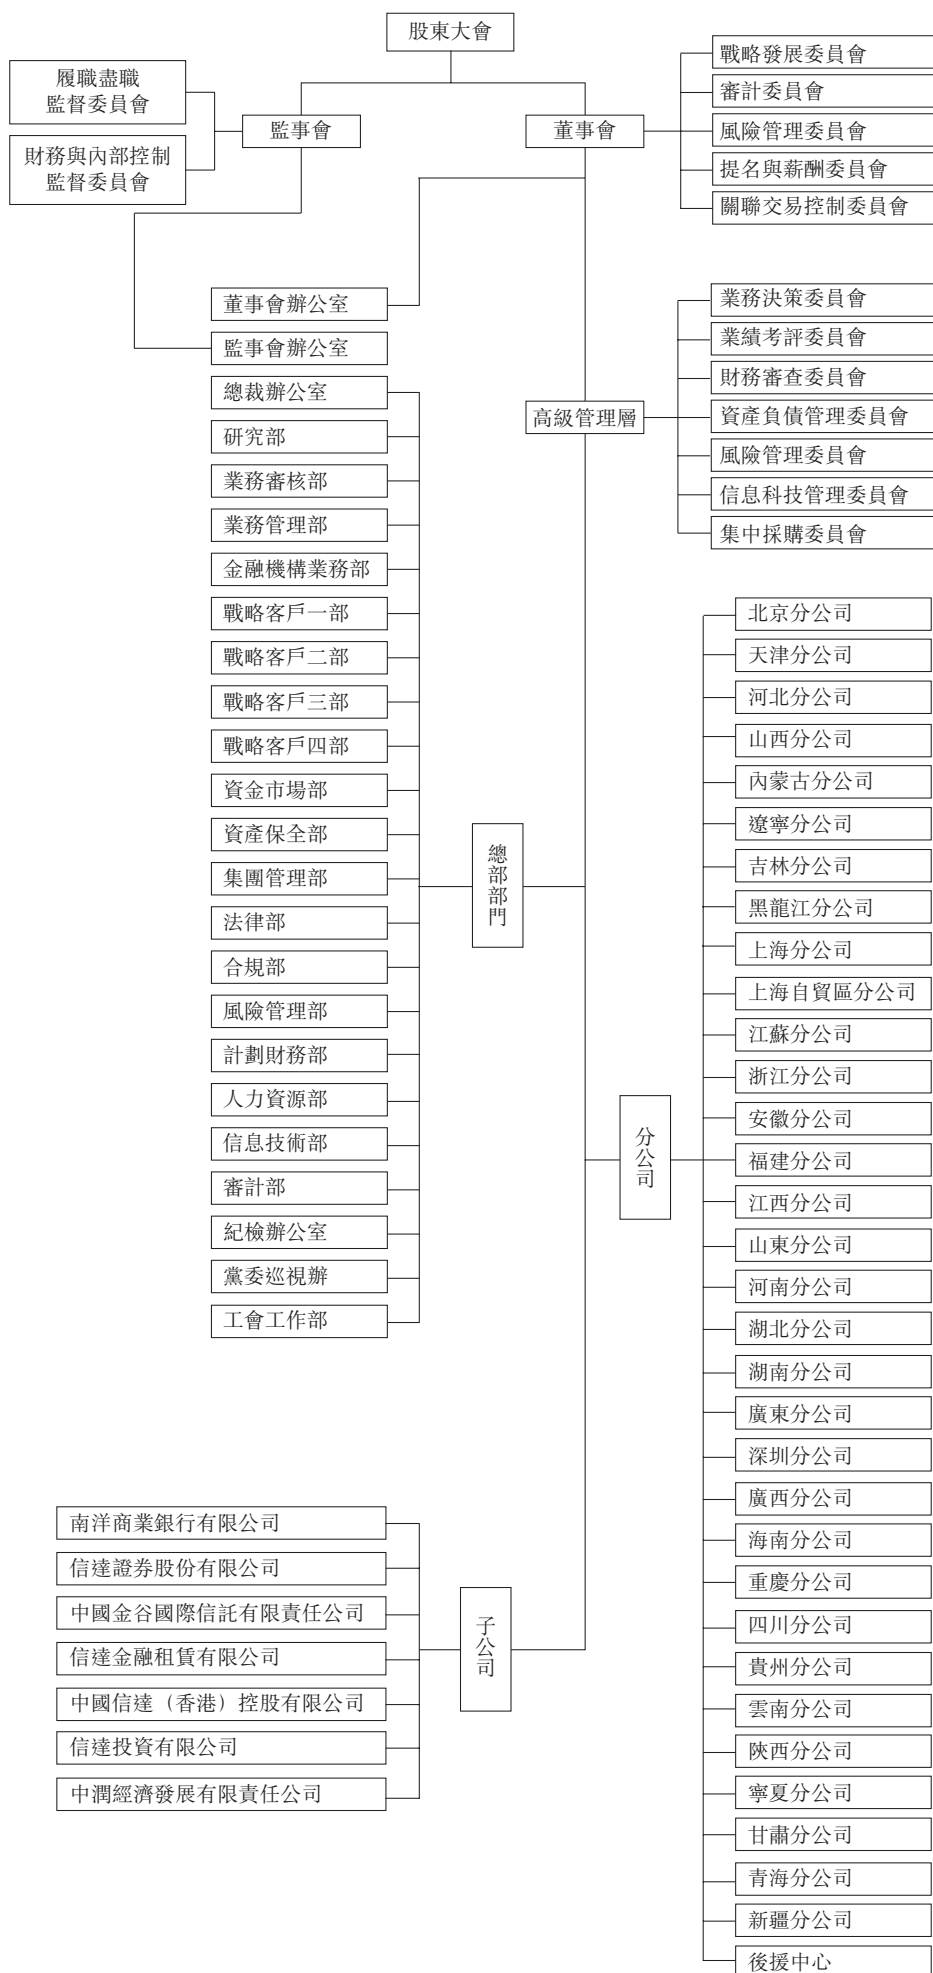 股東大會
履職盡職
監督委員會
財務與內部控制
監督委員會
監事會
董事會
戰略發展委員會
審計委員會
風險管理委員會
提名與薪酬委員會
關聯交易控制委員會
董事會辦公室
監事會辦公室
高級管理層
業務決策委員會
業績考評委員會
財務審查委員會
資產負債管理委員會
風險管理委員會
信息科技管理委員會
集中採購委員會
總部部門
總裁辦公室
研究部
業務審核部
業務管理部
金融機構業務部
戰略客戶一部
戰略客戶二部
戰略客戶三部
戰略客戶四部
資金市場部
資產保全部
集團管理部
法律部
合規部
風險管理部
計劃財務部
人力資源部
信息技術部
審計部
紀檢辦公室
黨委巡視辦
工會工作部
分公司
北京分公司
天津分公司
河北分公司
山西分公司
內蒙古分公司
遼寧分公司
吉林分公司
黑龍江分公司
上海分公司
上海自貿區分公司
江蘇分公司
浙江分公司
安徽分公司
福建分公司
江西分公司
山東分公司
河南分公司
湖北分公司
湖南分公司
廣東分公司
深圳分公司
廣西分公司
海南分公司
重慶分公司
四川分公司
貴州分公司
雲南分公司
陝西分公司
寧夏分公司
甘肅分公司
青海分公司
新疆分公司
後援中心
子公司
南洋商業銀行有限公司
信達證券股份有限公司
中國金谷國際信託有限責任公司
信達金融租賃有限公司
中國信達（香港）控股有限公司
信達投資有限公司
中潤經濟發展有限責任公司